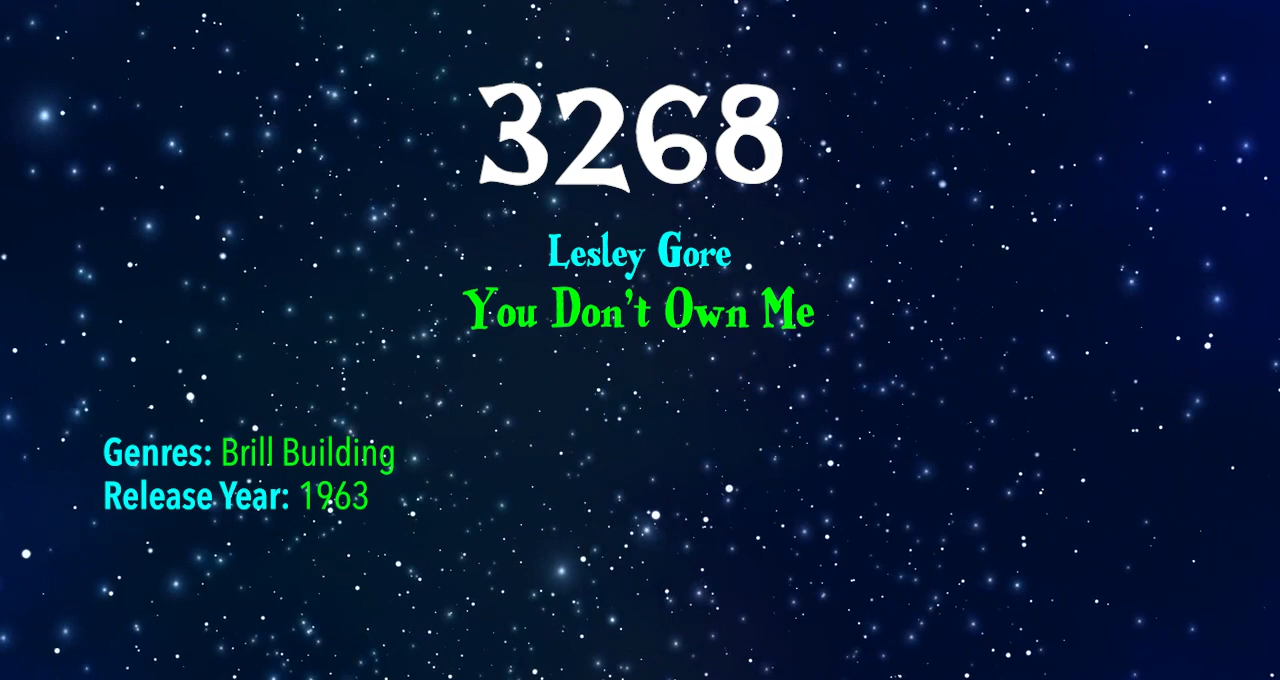 3268
Lesley Gore
You Don't Own Me
Genres: Brill Building
Release Year: 1963